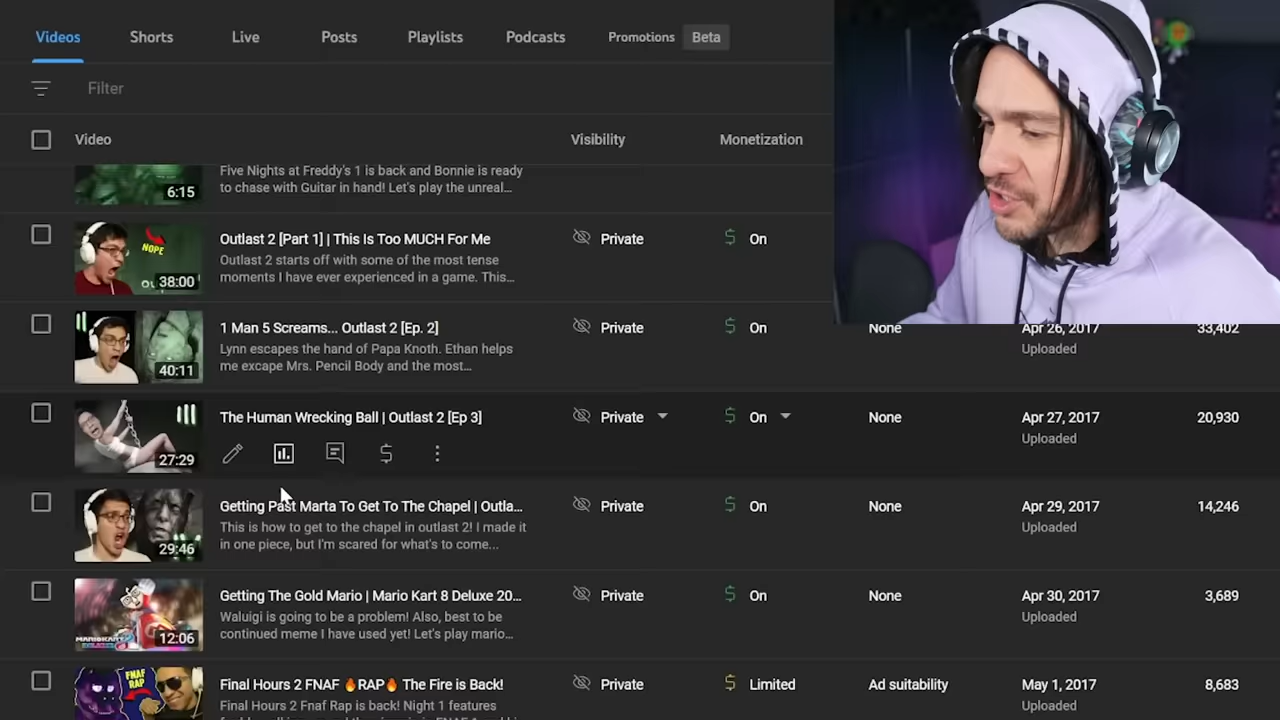 Videos Shorts Live Posts Playlists Podcasts Promotions Beta
Filter
Video Visibility Monetization
6:15
Five Nights at Freddy's 1 is back and Bonnie is ready
to chase with Guitar in hand! Let's play the unreal...
NOPE
38:00
Outlast 2 [Part 1] | This Is Too MUCH For Me
Outlast 2 starts off with some of the most tense
moments I have ever experienced in a game. This...
Private On
40:11
1 Man 5 Screams... Outlast 2 [Ep. 2]
Lynn escapes the hand of Papa Knoth. Ethan helps
me excape Mrs. Pencil Body and the most...
Private On None Apr 26, 2017 33,402
Uploaded
27:29
The Human Wrecking Ball | Outlast 2 [Ep 3]
Private On None Apr 27, 2017 20,930
Uploaded
29:46
Getting Past Marta To Get To The Chapel | Outla...
This is how to get to the chapel in outlast 2! I made it
in one piece, but I'm scared for what's to come...
Private On None Apr 29, 2017 14,246
Uploaded
12:06
Getting The Gold Mario | Mario Kart 8 Deluxe 20...
Waluigi is going to be a problem! Also, best to be
continued meme I have used yet! Let's play mario...
Private On None Apr 30, 2017 3,689
Uploaded
FNAF
RAP
Final Hours 2 FNAF 🔥RAP🔥 The Fire is Back!
Final Hours 2 Fnaf Rap is back! Night 1 features
Private Limited Ad suitability May 1, 2017 8,683
Uploaded